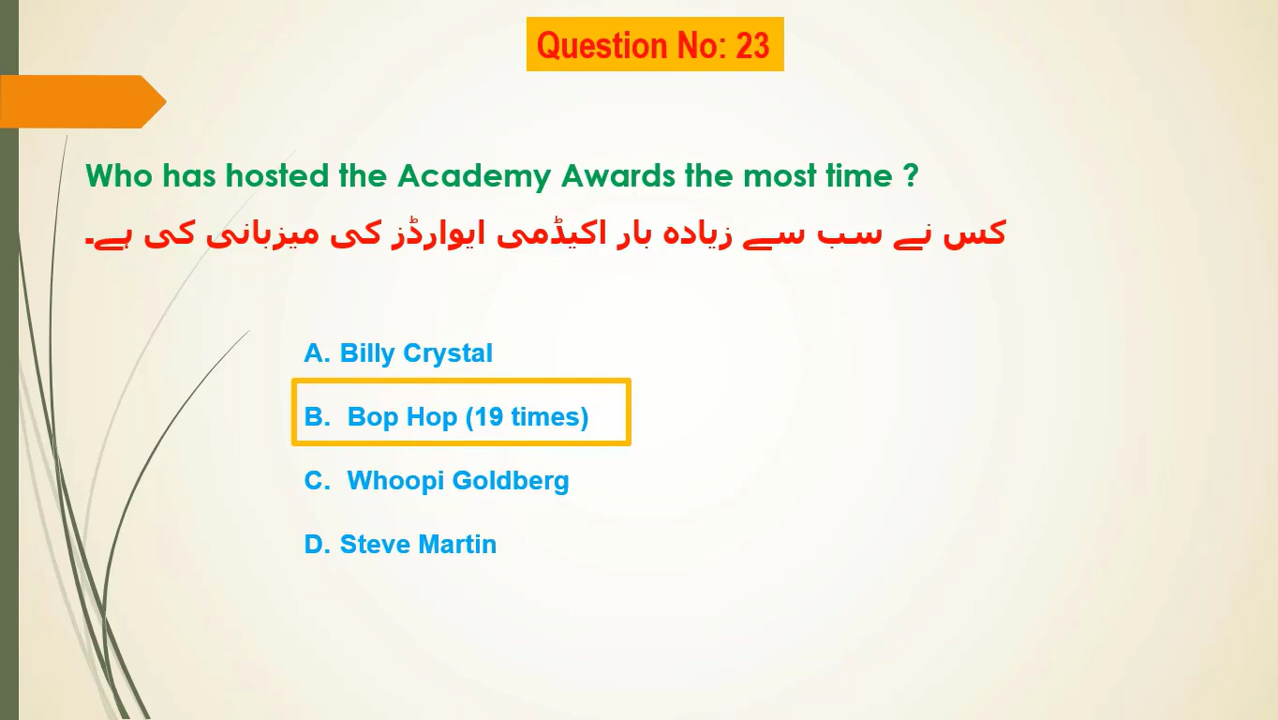 Question No: 23
Who has hosted the Academy Awards the most time ?
کس نے سب سے زیادہ بار اکیڈمی ایوارڈز کی میزبانی کی ہے۔
A. Billy Crystal
B. Bop Hop (19 times)
C. Whoopi Goldberg
D. Steve Martin